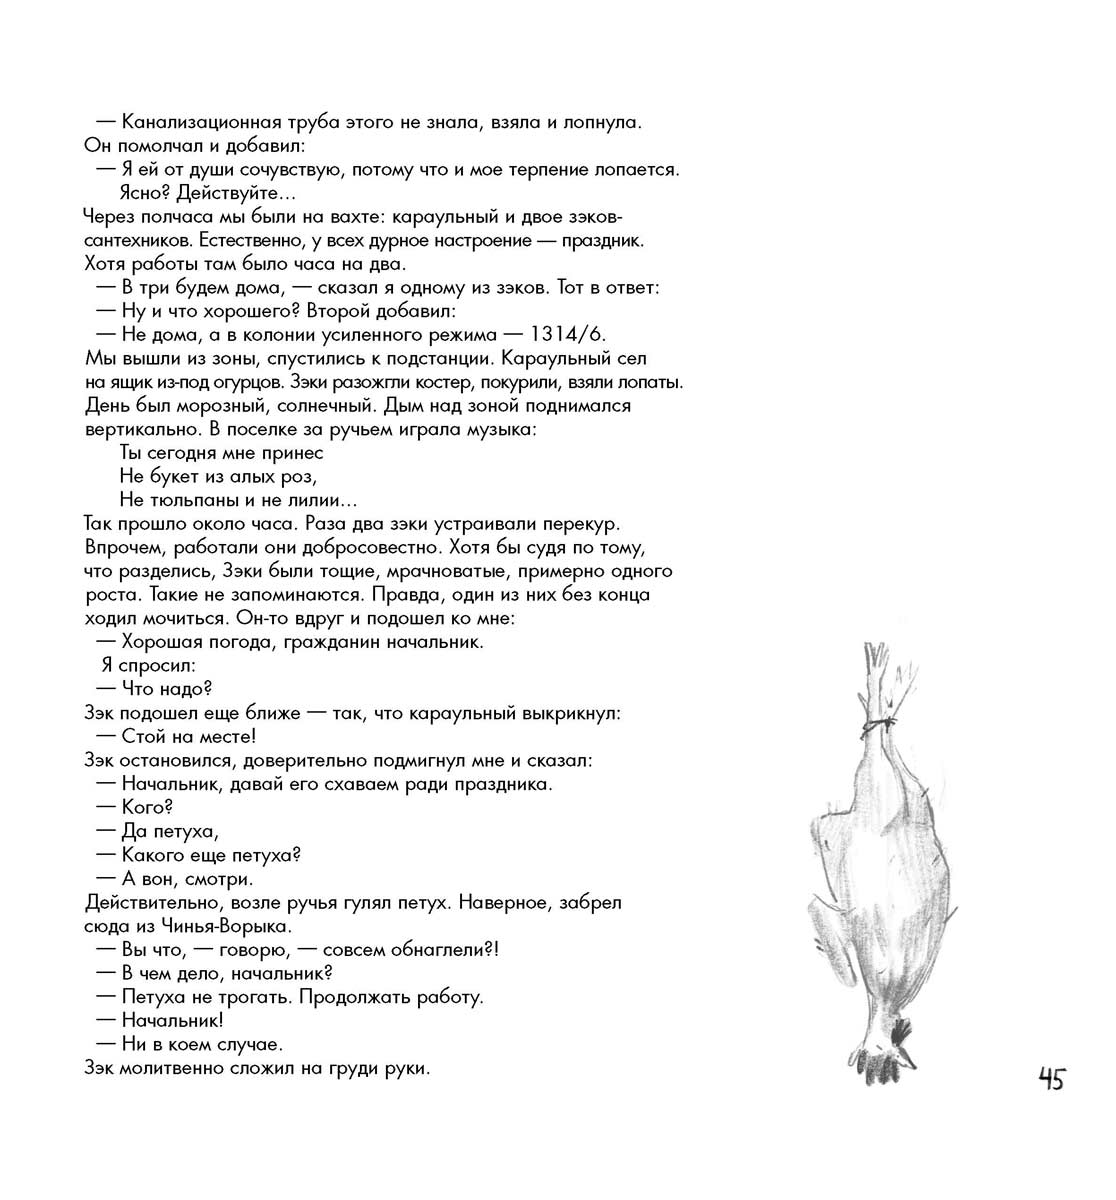 — Канализационная труба этого не знала, взяла и лопнула.
Он помолчал и добавил:
— Я ей от души сочувствую, потому что и мое терпение лопается.
Ясно? Действуйте...
Через полчаса мы были на вахте: караульный и двое зэков-
сантехников. Естественно, у всех дурное настроение — праздник.
Хотя работы там было часа на два.
— В три будем дома, — сказал я одному из зэков. Тот в ответ:
— Ну и что хорошего? Второй добавил:
— Не дома, а в колонии усиленного режима — 1314/6.
Мы вышли из зоны, спустились к подстанции. Караульный сел
на ящик из-под огурцов. Зэки разожгли костер, покурили, взяли лопаты.
День был морозный, солнечный. Дым над зоной поднимался
вертикально. В поселке за ручьем играла музыка:
Ты сегодня мне принес
Не букет из алых роз,
Не тюльпаны и не лилии...
Так прошло около часа. Раза два зэки устраивали перекур.
Впрочем, работали они добросовестно. Хотя бы судя по тому,
что разделись, Зэки были тощие, мрачноватые, примерно одного
роста. Такие не запоминаются. Правда, один из них без конца
ходил мочиться. Он-то вдруг и подошел ко мне:
— Хорошая погода, гражданин начальник.
Я спросил:
— Что надо?
Зэк подошел еще ближе — так, что караульный выкрикнул:
— Стой на месте!
Зэк остановился, доверительно подмигнул мне и сказал:
— Начальник, давай его схаваем ради праздника.
— Кого?
— Да петуха,
— Какого еще петуха?
— А вон, смотри.
Действительно, возле ручья гулял петух. Наверное, забрел
сюда из Чинья-Ворыка.
— Вы что, — говорю, — совсем обнаглели?!
— В чем дело, начальник?
— Петуха не трогать. Продолжать работу.
— Начальник!
— Ни в коем случае.
Зэк молитвенно сложил на груди руки.
45